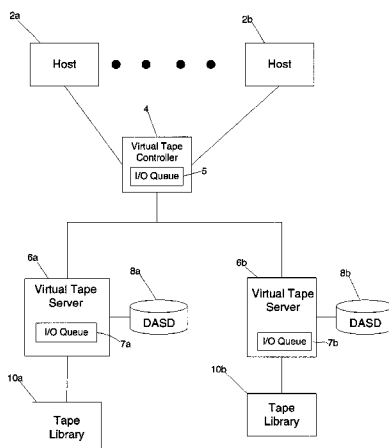 2a
2b
Host
Host
4
Virtual Tape
Controller
I/O Queue
5
6a
8a
6b
8b
Virtual Tape
Server
DASD
Virtual Tape
Server
DASD
I/O Queue
7a
I/O Queue
7b
10a
10b
Tape
Library
Tape
Library